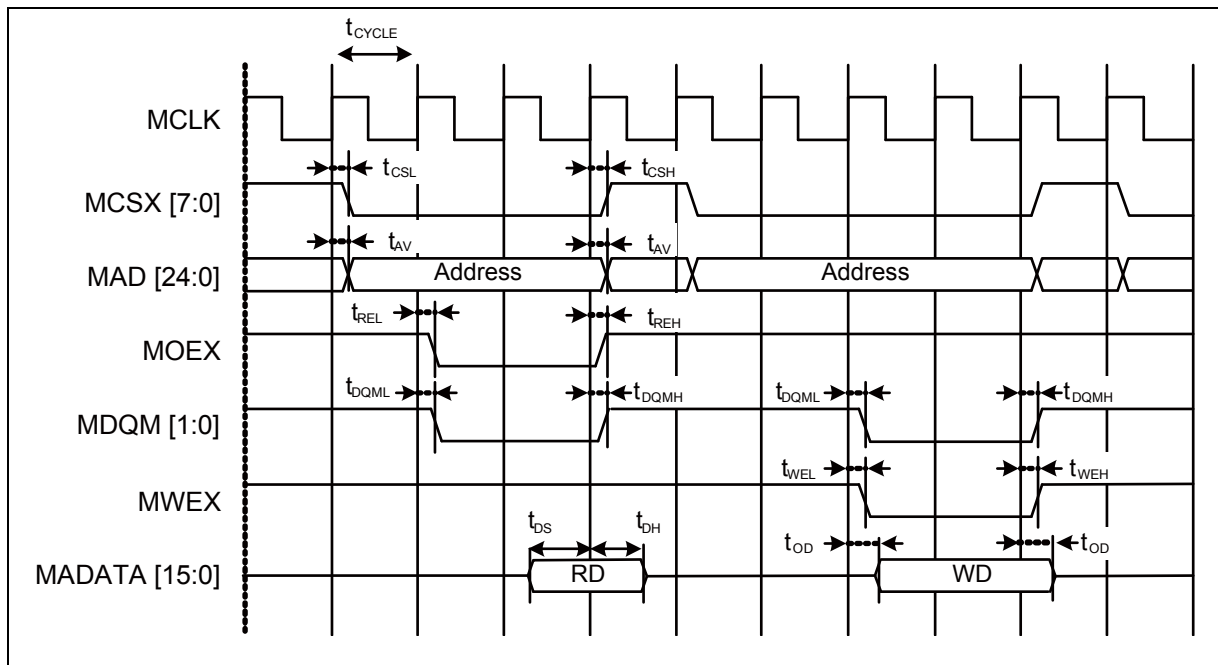 tCYCLE
MCLK
tCSL tCSH
MCSX [7:0]
tAV tAV
MAD [24:0] Address Address
tREL tREH
MOEX
tDQML tDQMH tDQML tDQMH
MDQM [1:0]
tWEL tWEH
MWEX
tDS tDH tOD tOD
MADATA [15:0] RD WD